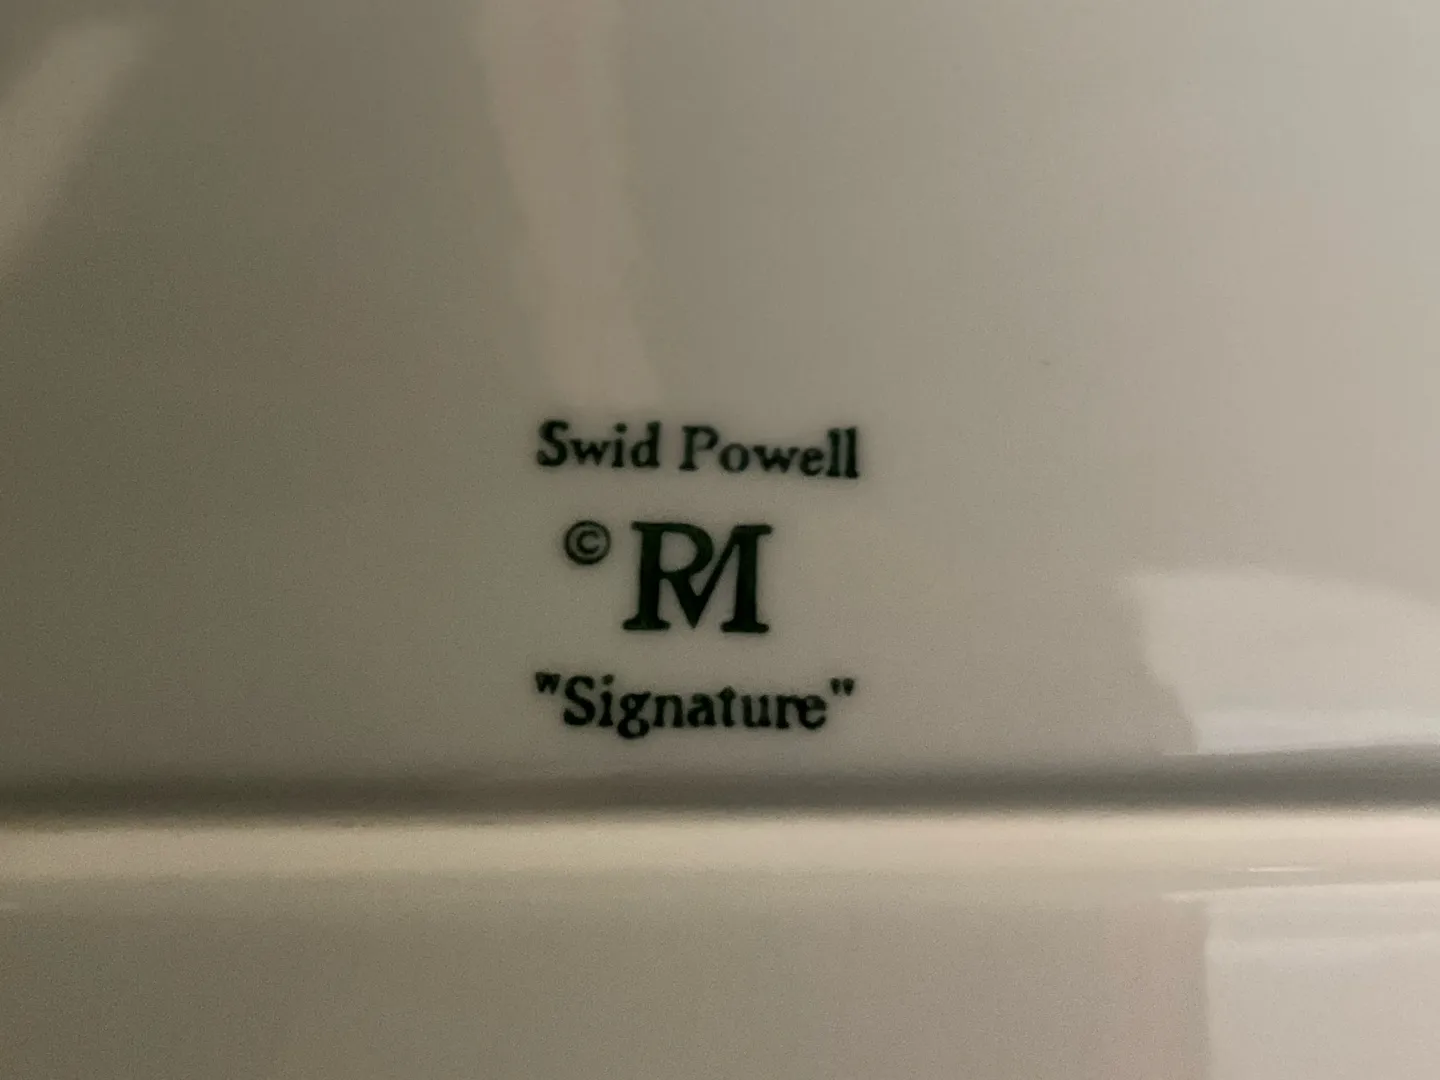 Swid Powell
© RM
"Signature"